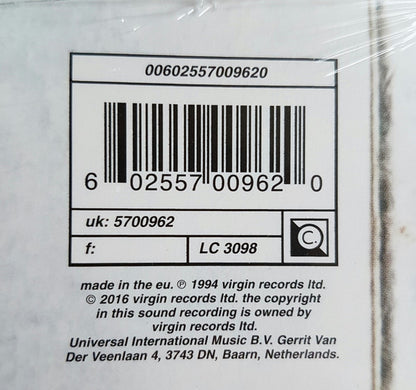 00602557009620
6 02557 00962 0
uk: 5700962
f:
LC 3098
C.
made in the eu. ℗ 1994 virgin records ltd.
© 2016 virgin records ltd. the copyright
in this sound recording is owned by
virgin records ltd.
Universal International Music B.V. Gerrit Van
Der Veenlaan 4, 3743 DN, Baarn, Netherlands.